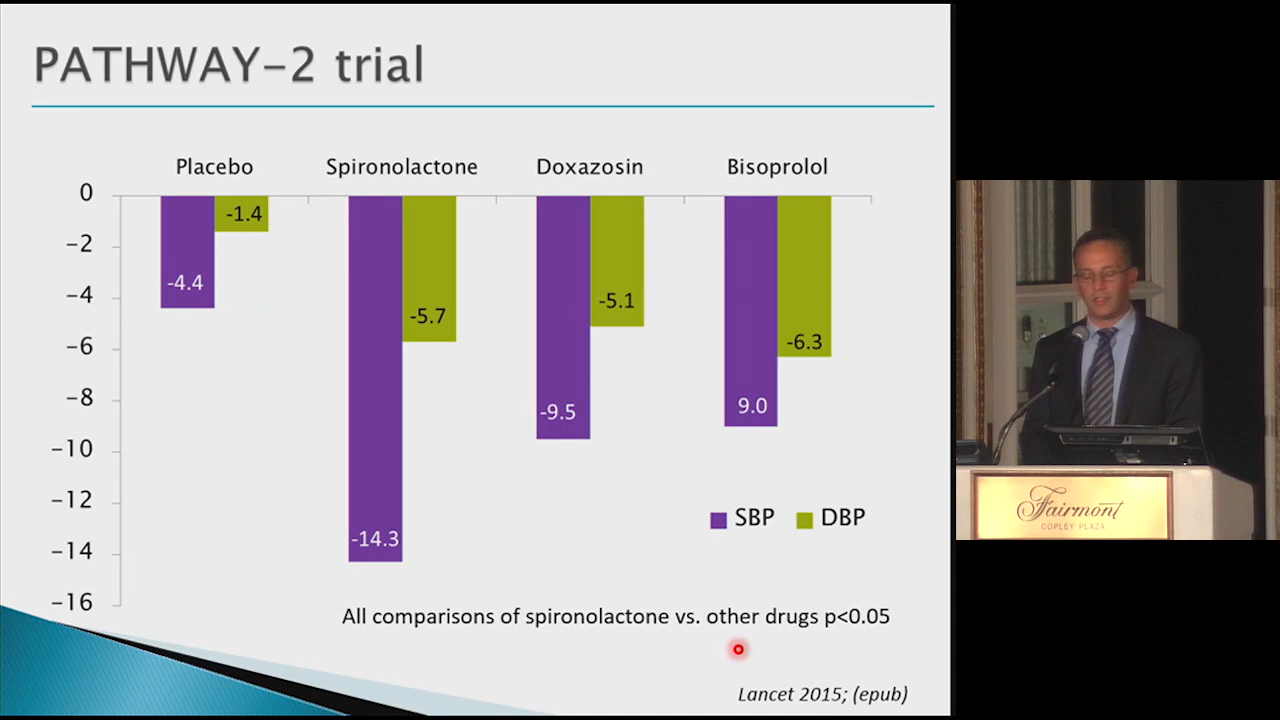 PATHWAY-2 trial
Placebo Spironolactone Doxazosin Bisoprolol
0
-2
-4
-6
-8
-10
-12
-14
-16
-4.4
-1.4
-14.3
-5.7
-9.5
-5.1
9.0
-6.3
SBP DBP
All comparisons of spironolactone vs. other drugs p<0.05
Lancet 2015; (epub)
Fairmont
COPLEY PLAZA